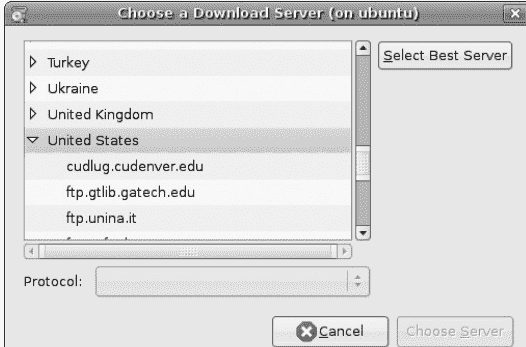 Choose a Download Server (on ubuntu)
Turkey
Select Best Server
Ukraine
United Kingdom
United States
cudlug.cudenver.edu
ftp.gtlib.gatech.edu
ftp.unina.it
Protocol:
Cancel
Choose Server